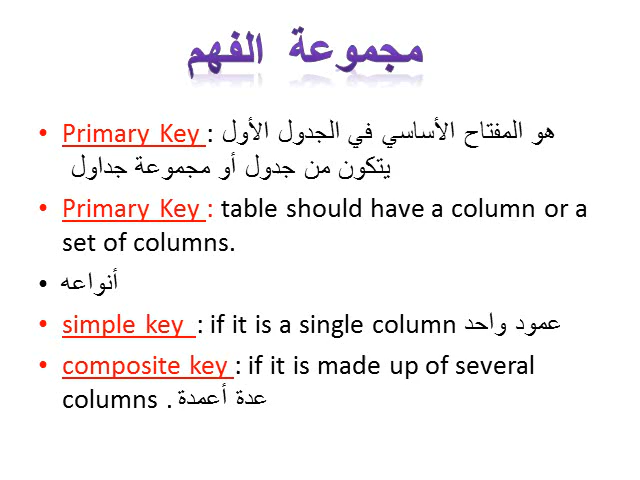 مجموعة الفهم
• Primary Key : هو المفتاح الأساسي في الجدول الأول
يتكون من جدول أو مجموعة جداول
• Primary Key : table should have a column or a
set of columns.
• أنواعه
• simple key : if it is a single column عمود واحد
• composite key : if it is made up of several
columns . عدة أعمدة